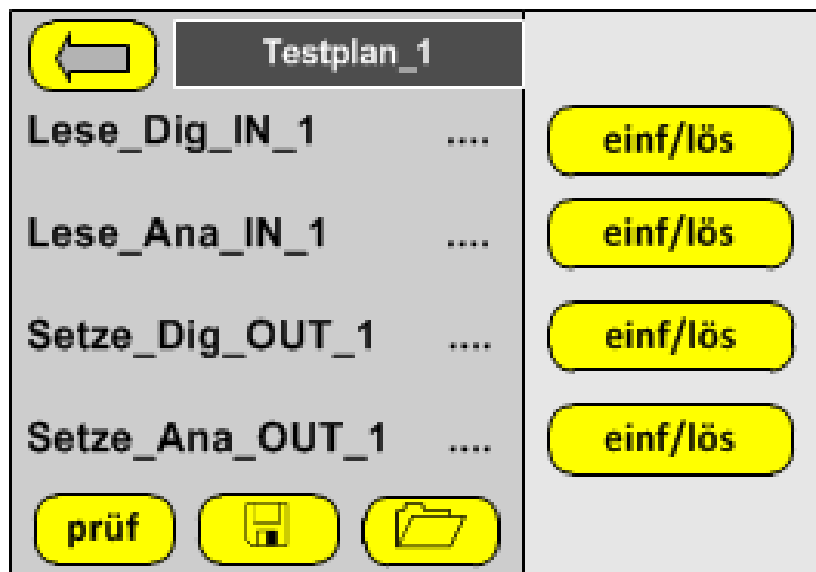 Testplan_1
Lese_Dig_IN_1 .... einf/lös
Lese_Ana_IN_1 .... einf/lös
Setze_Dig_OUT_1 .... einf/lös
Setze_Ana_OUT_1 .... einf/lös
prüf